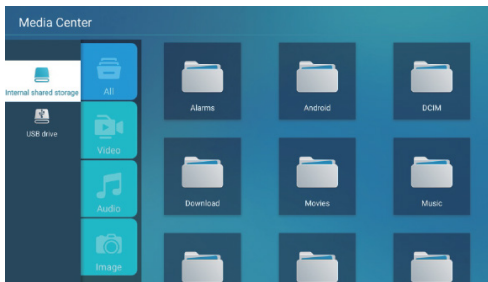 Media Center
Internal shared storage
USB drive
All
Video
Audio
Image
Alarms
Android
DCIM
Download
Movies
Music